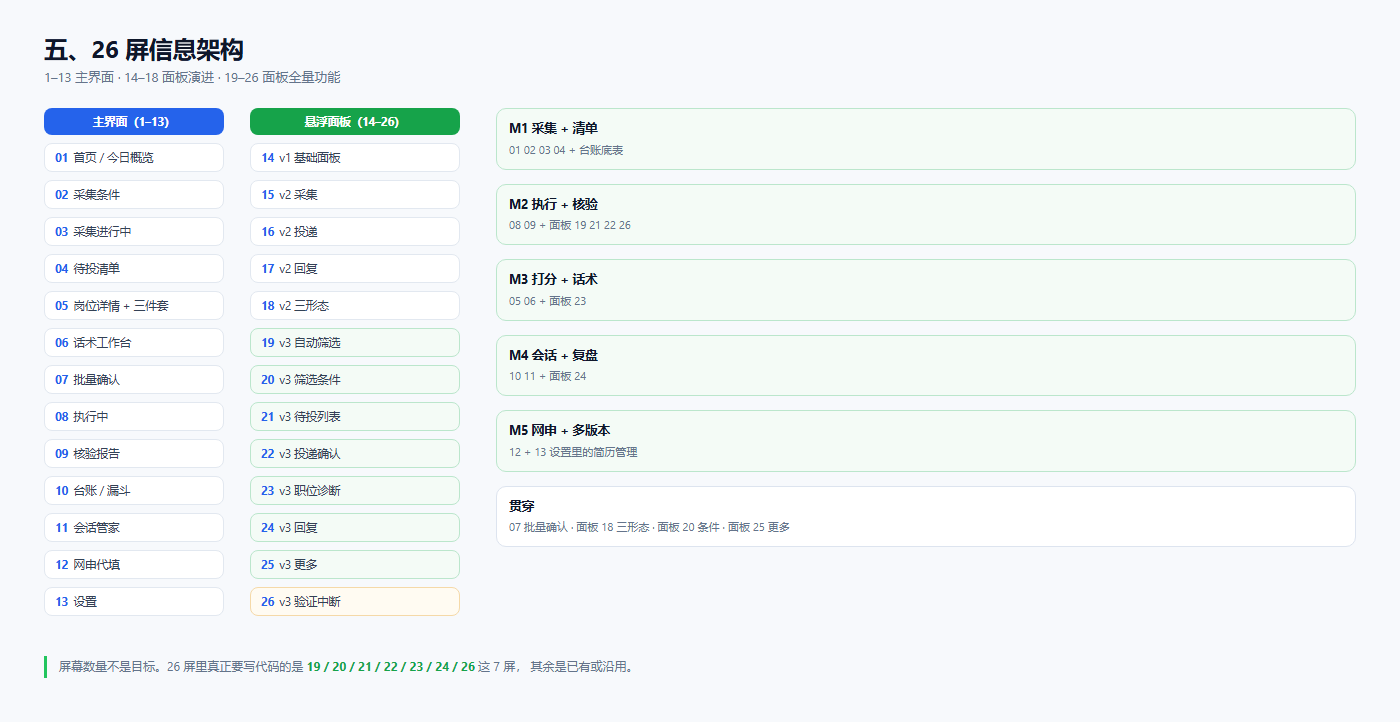 五、26 屏信息架构
1–13 主界面 · 14–18 面板演进 · 19–26 面板全量功能
主界面（1–13）
01 首页 / 今日概览
02 采集条件
03 采集进行中
04 待投清单
05 岗位详情 + 三件套
06 话术工作台
07 批量确认
08 执行中
09 核验报告
10 台账 / 漏斗
11 会话管家
12 网申代填
13 设置
悬浮面板（14–26）
14 v1 基础面板
15 v2 采集
16 v2 投递
17 v2 回复
18 v2 三形态
19 v3 自动筛选
20 v3 筛选条件
21 v3 待投列表
22 v3 投递确认
23 v3 职位诊断
24 v3 回复
25 v3 更多
26 v3 验证中断
M1 采集 + 清单
01 02 03 04 + 台账底表
M2 执行 + 核验
08 09 + 面板 19 21 22 26
M3 打分 + 话术
05 06 + 面板 23
M4 会话 + 复盘
10 11 + 面板 24
M5 网申 + 多版本
12 + 13 设置里的简历管理
贯穿
07 批量确认 · 面板 18 三形态 · 面板 20 条件 · 面板 25 更多
屏幕数量不是目标。26 屏里真正要写代码的是 19 / 20 / 21 / 22 / 23 / 24 / 26 这 7 屏， 其余是已有或沿用。